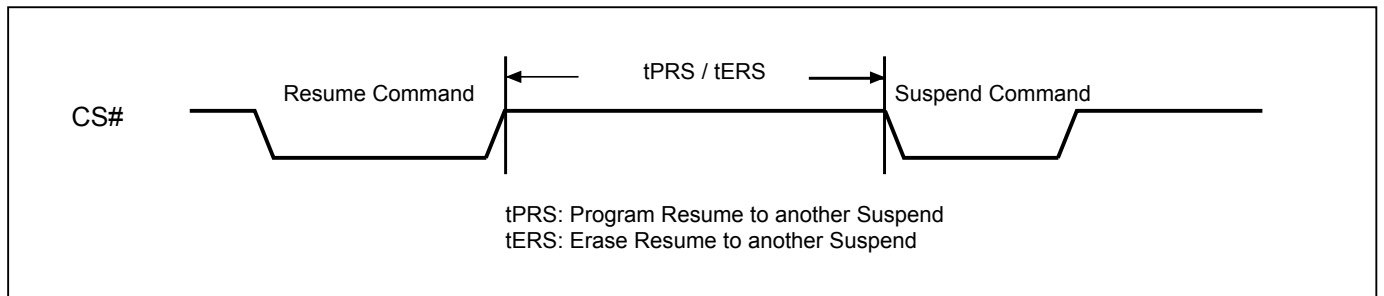 tPRS / tERS
Resume Command
Suspend Command
CS#
tPRS: Program Resume to another Suspend
tERS: Erase Resume to another Suspend